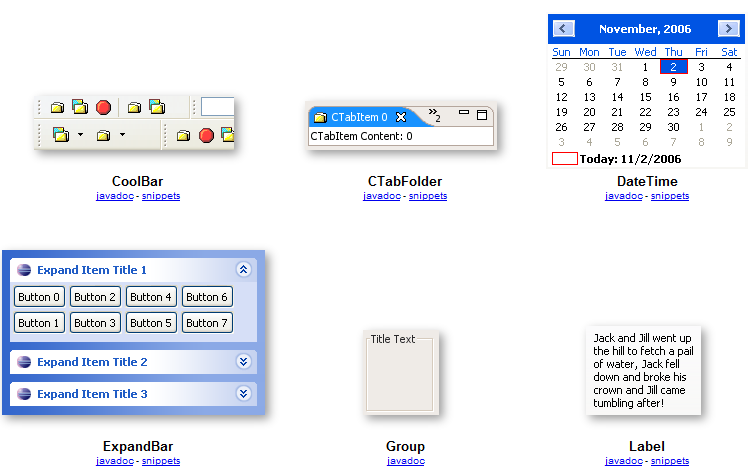 November, 2006
Sun Mon Tue Wed Thu Fri Sat
29 30 31 1 2 3 4
5 6 7 8 9 10 11
12 13 14 15 16 17 18
19 20 21 22 23 24 25
26 27 28 29 30 1 2
3 4 5 6 7 8 9
Today: 11/2/2006
CTabItem 0
2
CTabItem Content: 0
CoolBar
javadoc - snippets
CTabFolder
javadoc - snippets
DateTime
javadoc - snippets
Expand Item Title 1
Button 0 Button 2 Button 4 Button 6
Button 1 Button 3 Button 5 Button 7
Expand Item Title 2
Expand Item Title 3
Title Text
Jack and Jill went up
the hill to fetch a pail
of water, Jack fell
down and broke his
crown and Jill came
tumbling after!
ExpandBar
javadoc - snippets
Group
javadoc
Label
javadoc - snippets